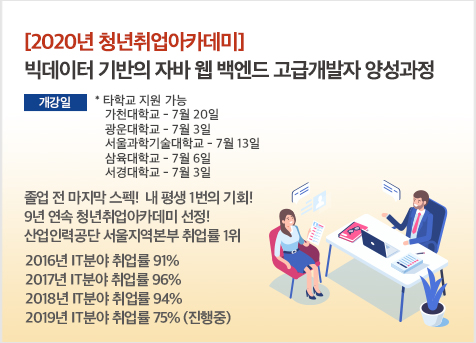 [2020년 청년취업아카데미]
빅데이터 기반의 자바 웹 백엔드 고급개발자 양성과정
개강일 * 타학교 지원 가능
가천대학교 - 7월 20일
광운대학교 - 7월 3일
서울과학기술대학교 - 7월 13일
삼육대학교 - 7월 6일
서경대학교 - 7월 3일
졸업 전 마지막 스펙! 내 평생 1번의 기회!
9년 연속 청년취업아카데미 선정!
산업인력공단 서울지역본부 취업률 1위
2016년 IT분야 취업률 91%
2017년 IT분야 취업률 96%
2018년 IT분야 취업률 94%
2019년 IT분야 취업률 75% (진행중)